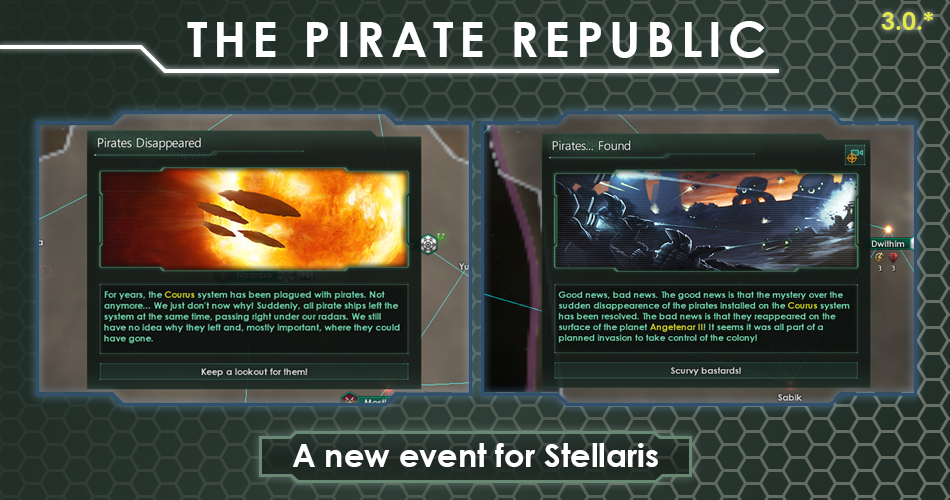 THE PIRATE REPUBLIC
3.0.*
Pirates Disappeared
For years, the Courus system has been plagued with pirates. Not
anymore... We just don't now why! Suddenly, all pirate ships left the
system at the same time, passing right under our radars. We still
have no idea why they left and, mostly important, where they could
have gone.
Keep a lookout for them!
Yu
Pirates... Found
Good news, bad news. The good news is that the mystery over the
sudden disappearence of the pirates installed on the Courus system
has been resolved. The bad news is that they reappeared on the
surface of the planet Angetenar III! It seems it was all part of a
planned invasion to take control of the colony!
Scurvy bastards!
Dwithim
3 3
Sabik
A new event for Stellaris